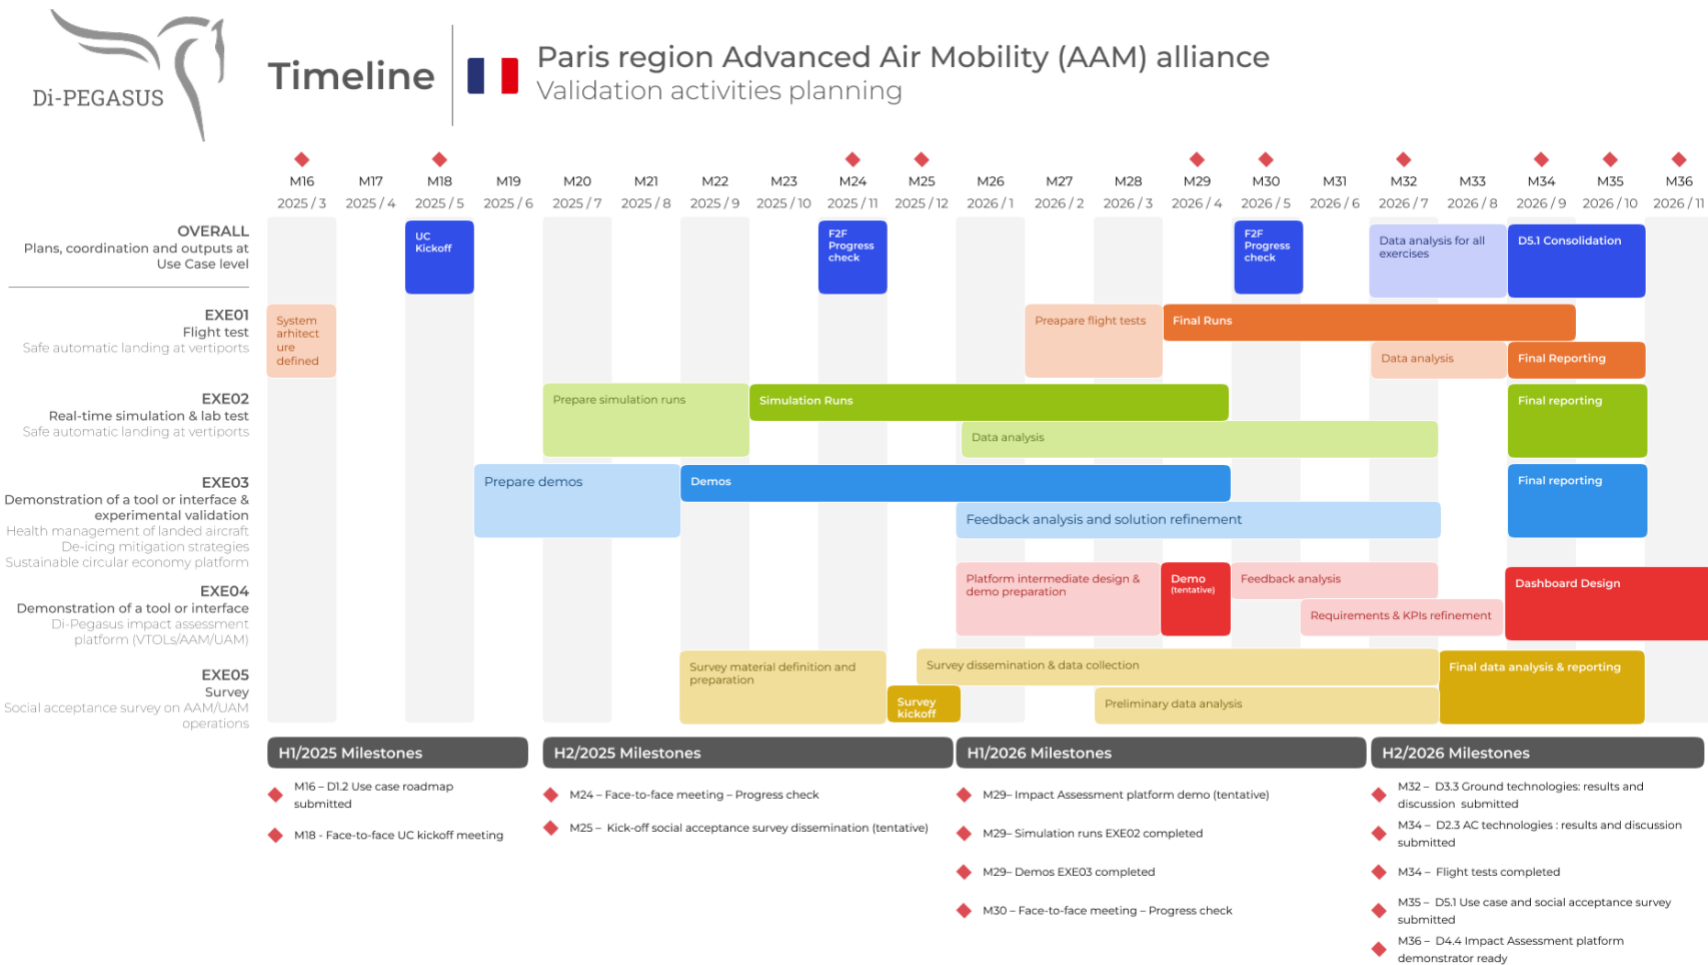 Di-PEGASUS
Timeline
Paris region Advanced Air Mobility (AAM) alliance
Validation activities planning
M16 M17 M18 M19 M20 M21 M22 M23 M24 M25 M26 M27 M28 M29 M30 M31 M32 M33 M34 M35 M36
2025 / 3 2025 / 4 2025 / 5 2025 / 6 2025 / 7 2025 / 8 2025 / 9 2025 / 10 2025 / 11 2025 / 12 2026 / 1 2026 / 2 2026 / 3 2026 / 4 2026 / 5 2026 / 6 2026 / 7 2026 / 8 2026 / 9 2026 / 10 2026 / 11
OVERALL
Plans, coordination and outputs at
Use Case level
UC
Kickoff
F2F
Progress
check
F2F
Progress
check
Data analysis for all
exercises
D5.1 Consolidation
EXE01
Flight test
Safe automatic landing at vertiports
System
arhitect
ure
defined
Preapare flight tests
Final Runs
Data analysis
Final Reporting
EXE02
Real-time simulation & lab test
Safe automatic landing at vertiports
Prepare simulation runs
Simulation Runs
Data analysis
Final reporting
EXE03
Demonstration of a tool or interface &
experimental validation
Health management of landed aircraft
De-icing mitigation strategies
Sustainable circular economy platform
Prepare demos
Demos
Feedback analysis and solution refinement
Final reporting
EXE04
Demonstration of a tool or interface
Di-Pegasus impact assessment
platform (VTOLs/AAM/UAM)
Platform intermediate design &
demo preparation
Demo
(tentative)
Feedback analysis
Requirements & KPIs refinement
Dashboard Design
EXE05
Survey
Social acceptance survey on AAM/UAM
operations
Survey material definition and
preparation
Survey
kickoff
Survey dissemination & data collection
Preliminary data analysis
Final data analysis & reporting
H1/2025 Milestones
M16 – D1.2 Use case roadmap
submitted
M18 - Face-to-face UC kickoff meeting
H2/2025 Milestones
M24 – Face-to-face meeting – Progress check
M25 – Kick-off social acceptance survey dissemination (tentative)
H1/2026 Milestones
M29– Impact Assessment platform demo (tentative)
M29– Simulation runs EXE02 completed
M29– Demos EXE03 completed
M30 – Face-to-face meeting – Progress check
H2/2026 Milestones
M32 – D3.3 Ground technologies: results and
discussion submitted
M34 – D2.3 AC technologies : results and discussion
submitted
M34 – Flight tests completed
M35 – D5.1 Use case and social acceptance survey
submitted
M36 – D4.4 Impact Assessment platform
demonstrator ready